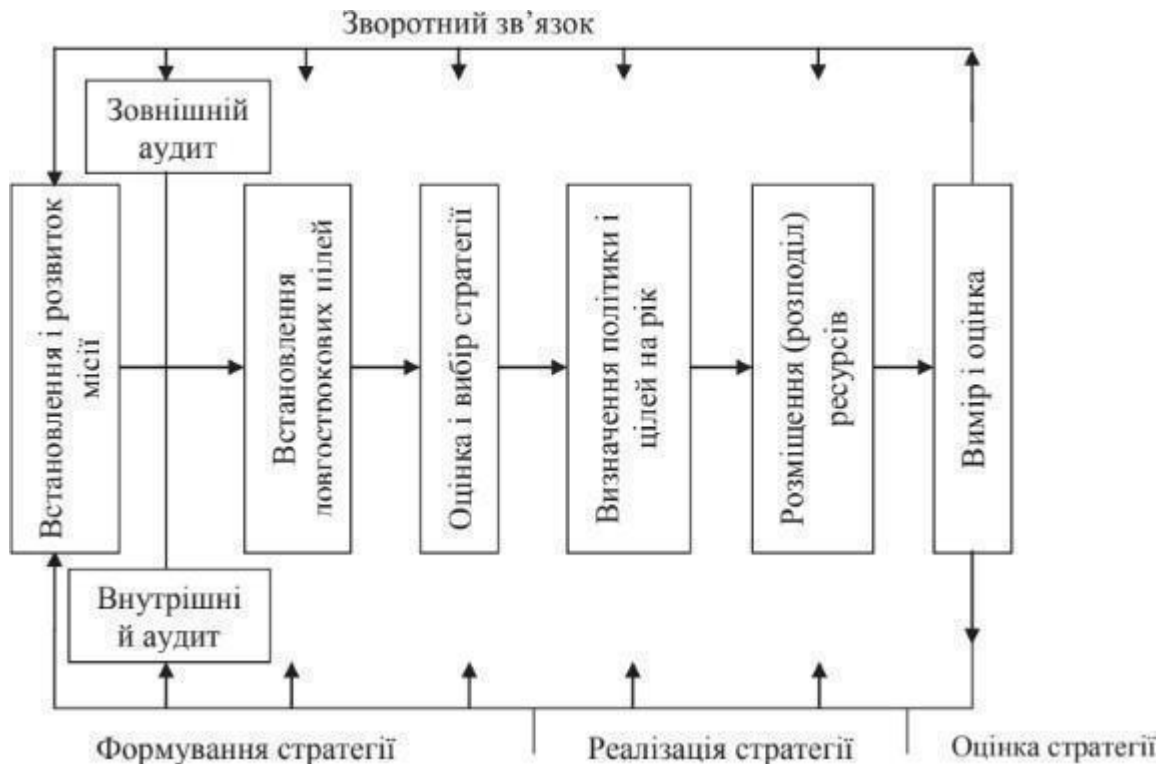 Зворотний зв’язок
Зовнішній
аудит
Встановлення і розвиток
місії
Встановлення
довгострокових цілей
Оцінка і вибір стратегії
Визначення політики і
цілей на рік
Розміщення (розподіл)
ресурсів
Вимір і оцінка
Внутрішні
й аудит
Формування стратегії
Реалізація стратегії
Оцінка стратегії